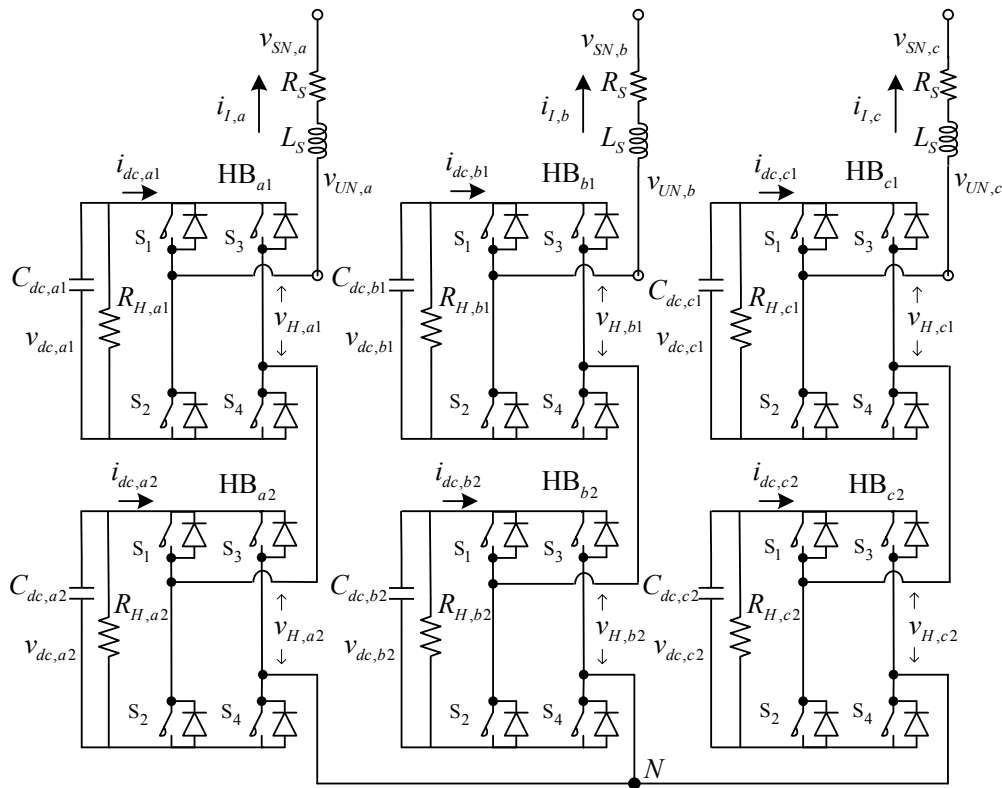 v_{SN,a} v_{SN,b} v_{SN,c}
R_S R_S R_S
i_{I,a} i_{I,b} i_{I,c}
L_S L_S L_S
i_{dc,a1} HB_{a1} v_{UN,a} i_{dc,b1} HB_{b1} v_{UN,b} i_{dc,c1} HB_{c1} v_{UN,c}
S_1 S_3 S_1 S_3 S_1 S_3
C_{dc,a1} R_{H,a1} C_{dc,b1} R_{H,b1} C_{dc,c1} R_{H,c1}
v_{dc,a1} v_{H,a1} v_{dc,b1} v_{H,b1} v_{dc,c1} v_{H,c1}
S_2 S_4 S_2 S_4 S_2 S_4
i_{dc,a2} HB_{a2} i_{dc,b2} HB_{b2} i_{dc,c2} HB_{c2}
S_1 S_3 S_1 S_3 S_1 S_3
C_{dc,a2} R_{H,a2} C_{dc,b2} R_{H,b2} C_{dc,c2} R_{H,c2}
v_{dc,a2} v_{H,a2} v_{dc,b2} v_{H,b2} v_{dc,c2} v_{H,c2}
S_2 S_4 S_2 S_4 S_2 S_4
N